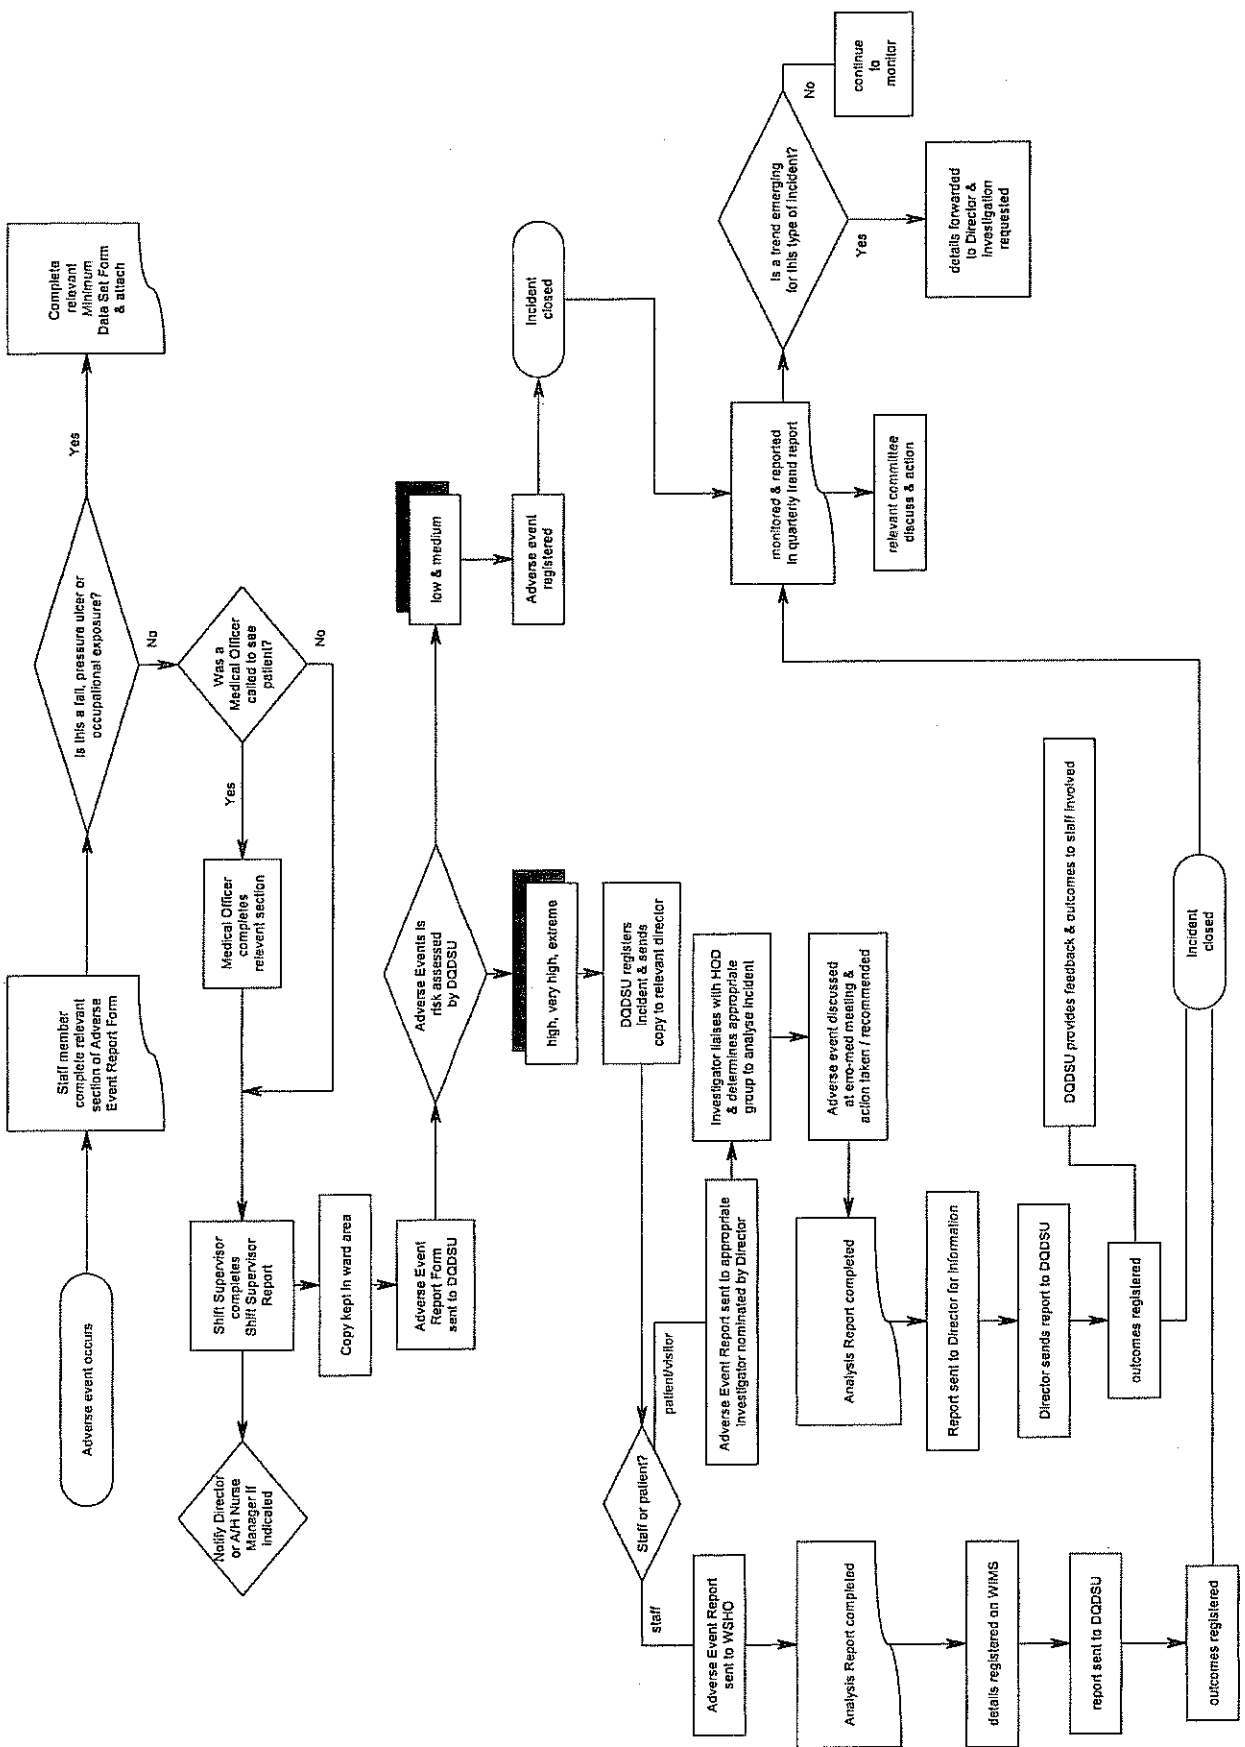 Adverse event occurs
Staff member
complete relevant
section of Adverse
Event Report Form
Is this a fall, pressure ulcer or
occupational exposure?
Yes
Complete
relevant
Minimum
Data Set Form
& attach
No
Was a
Medical Officer
called to see
patient?
No
Yes
Medical Officer
completes
relevent section
Shift Supervisor
completes
Shift Supervisor
Report
Notify Director
or A/H Nurse
Manager if
indicated
Copy kept in ward area
Adverse Event
Report Form
sent to DQDSU
Adverse Events is
risk assessed
by DQDSU
low & medium
Adverse event
registered
Incident
closed
high, very high, extreme
DQDSU registers
incident & sends
copy to relevant director
Staff or patient?
patient/visitor
Adverse Event Report sent to appropriate
investigator nominated by Director
Investigator liaises with HOD
& determines appropriate
group to analyse incident
Adverse event discussed
at erro-med meeting &
action taken / recommended
Analysis Report completed
Report sent to Director for information
Director sends report to DQDSU
outcomes registered
DQDSU provides feedback & outcomes to staff involved
staff
Adverse Event Report
sent to WSHO
Analysis Report completed
details registered on WIMS
report sent to DQDSU
outcomes registered
Incident
closed
monitored & reported
in quarterly trend report
relevant committee
discuss & action
Is a trend emerging
for this type of incident?
No
continue
to
monitor
Yes
details forwarded
to Director &
investigation
requested